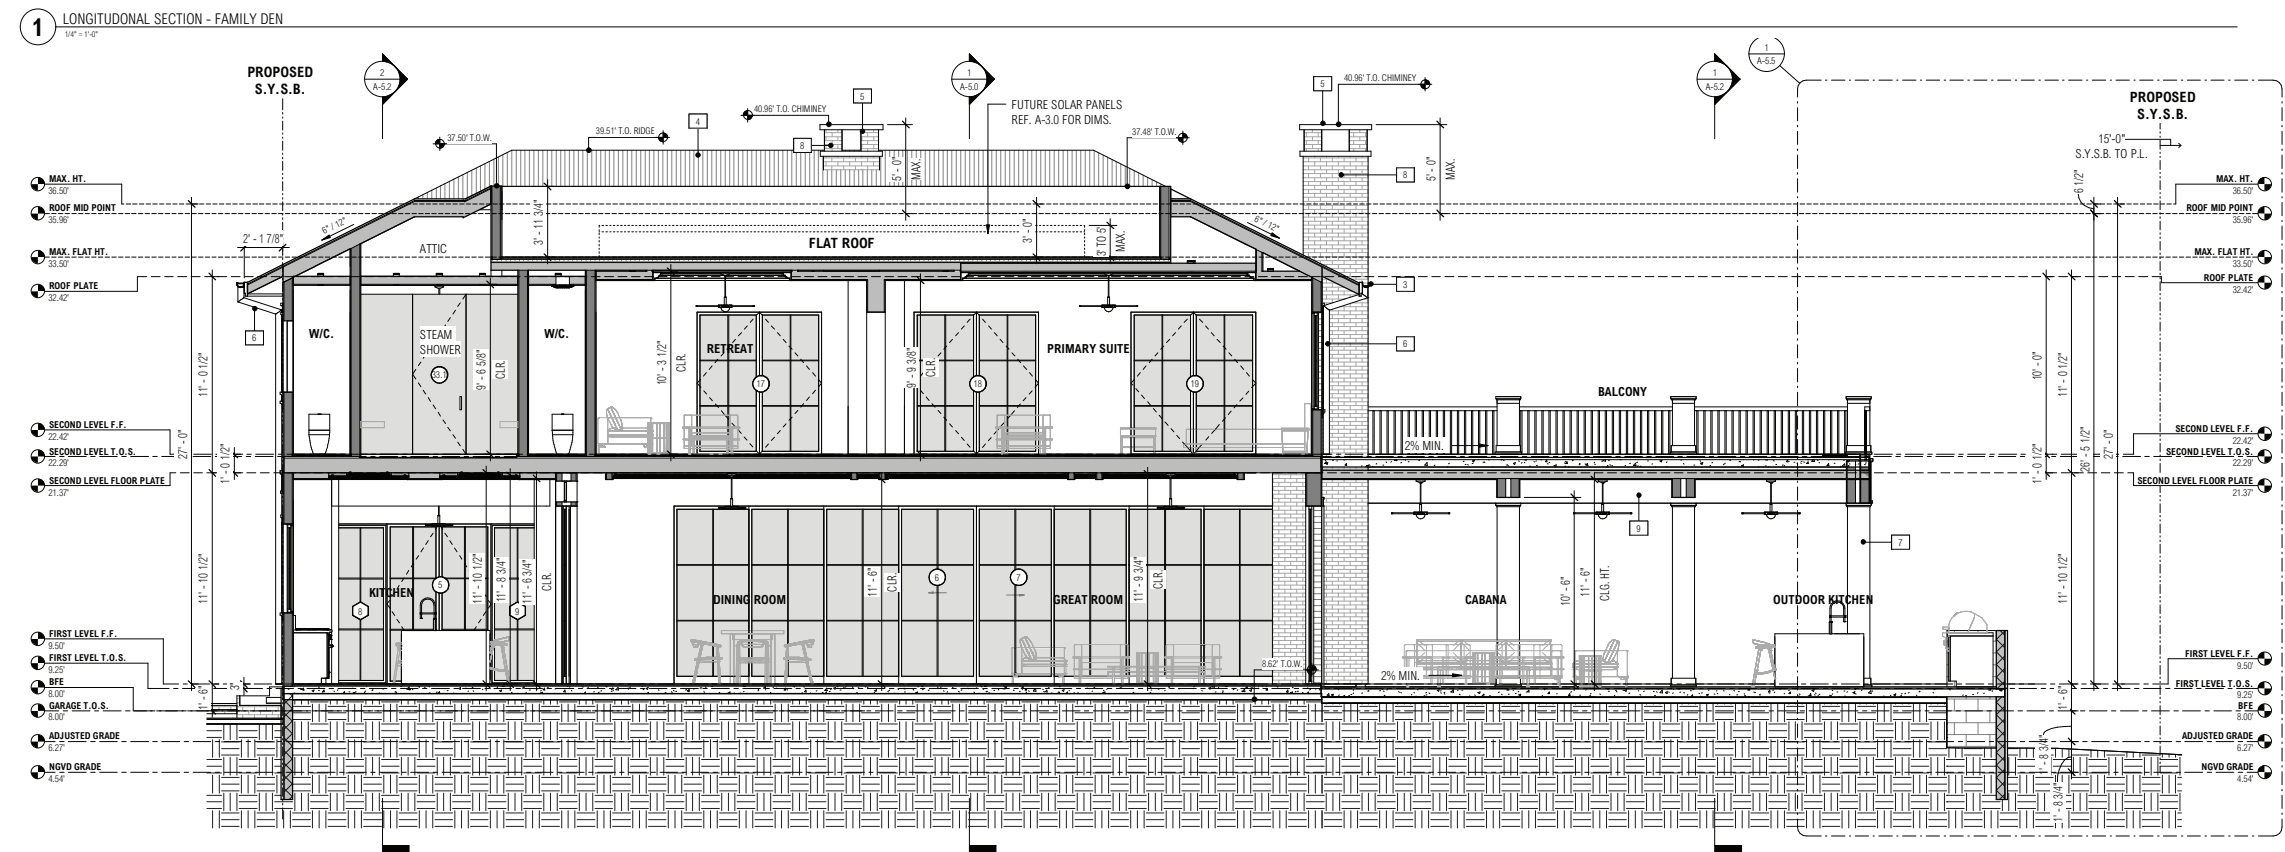 1
LONGITUDONAL SECTION - FAMILY DEN
1/4" = 1'-0"
PROPOSED
S.Y.S.B.
2
A-5.2
1
A-5.0
1
A-5.2
1
A-5.5
PROPOSED
S.Y.S.B.
15'-0"
S.Y.S.B. TO P.L.
FUTURE SOLAR PANELS
REF. A-3.0 FOR DIMS.
40.96' T.O. CHIMINEY
5
5
40.96' T.O. CHIMINEY
37.50' T.O.W.
39.51' T.O. RIDGE
4
8
37.48' T.O.W.
8
5' - 0"
MAX.
5' - 0"
MAX.
MAX. HT.
36.50'
ROOF MID POINT
35.96'
MAX. FLAT HT.
33.50'
ROOF PLATE
32.42'
SECOND LEVEL F.F.
22.42'
SECOND LEVEL T.O.S.
22.29'
SECOND LEVEL FLOOR PLATE
21.37'
FIRST LEVEL F.F.
9.50'
FIRST LEVEL T.O.S.
9.25'
BFE
8.00'
GARAGE T.O.S.
8.00'
ADJUSTED GRADE
6.27'
NGVD GRADE
4.54'
2' - 1 7/8"
6" / 12"
ATTIC
3' - 11 3/4"
FLAT ROOF
3' - 0"
3' TO 5'
MAX.
6" / 12"
3
6
6
W/C.
STEAM
SHOWER
33.1
9' - 6 5/8"
CLR.
W/C.
10' - 3 1/2"
CLR.
RETREAT
17
9' - 9 3/8"
CLR.
18
PRIMARY SUITE
19
BALCONY
2% MIN.
27' - 0"
11' - 0 1/2"
1' - 0 1/2"
11' - 10 1/2"
1' - 6"
3"
KITCHEN
8
5
9
11' - 10 1/2"
11' - 8 3/4"
11' - 6 3/4"
CLR.
DINING ROOM
11' - 6"
CLR.
6
7
GREAT ROOM
11' - 9 3/4"
CLR.
8.62' T.O.W.
CABANA
10' - 6"
11' - 6"
CLG. HT.
9
7
OUTDOOR KITCHEN
2% MIN.
6 1/2"
10' - 0"
11' - 0 1/2"
1' - 0 1/2"
26' - 5 1/2"
27' - 0"
11' - 10 1/2"
1' - 6"
1' - 8 3/4"
1' - 8 3/4"
MAX. HT.
36.50'
ROOF MID POINT
35.96'
MAX. FLAT HT.
33.50'
ROOF PLATE
32.42'
SECOND LEVEL F.F.
22.42'
SECOND LEVEL T.O.S.
22.29'
SECOND LEVEL FLOOR PLATE
21.37'
FIRST LEVEL F.F.
9.50'
FIRST LEVEL T.O.S.
9.25'
BFE
8.00'
ADJUSTED GRADE
6.27'
NGVD GRADE
4.54'